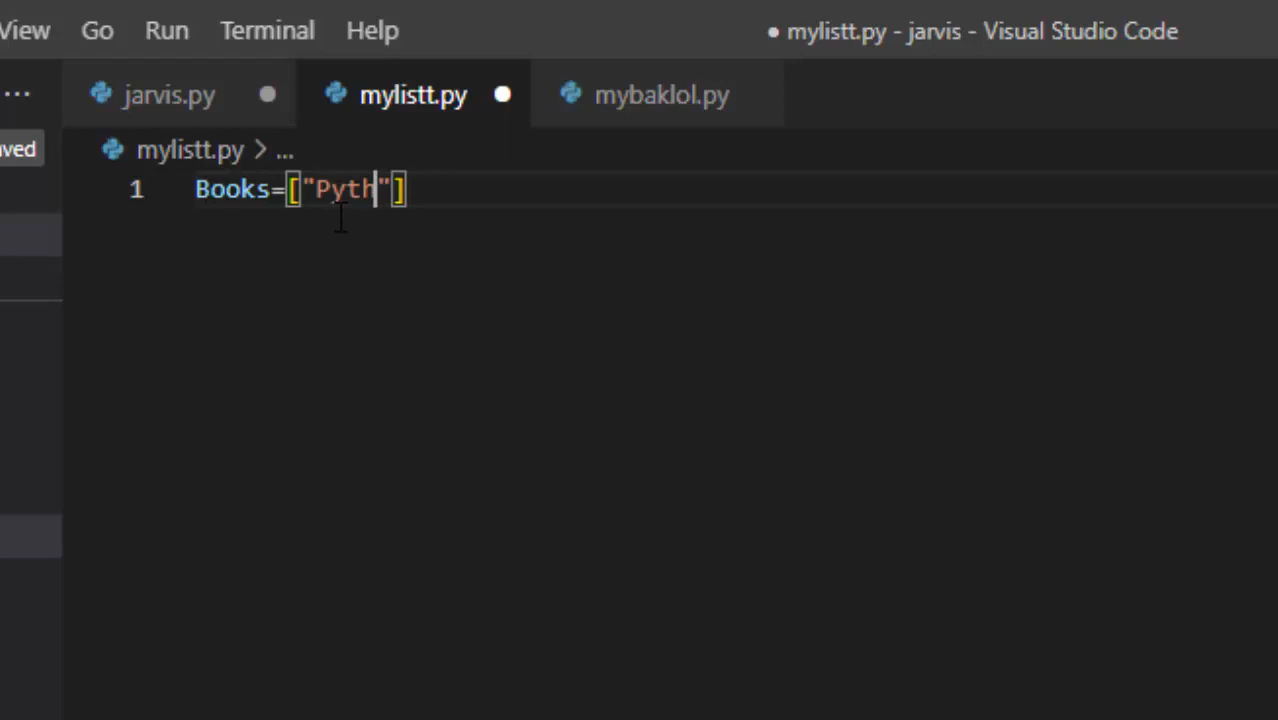 View Go Run Terminal Help
● mylistt.py - jarvis - Visual Studio Code
... jarvis.py mylistt.py mybaklol.py
mylistt.py > ...
1 Books=["Pyth"]